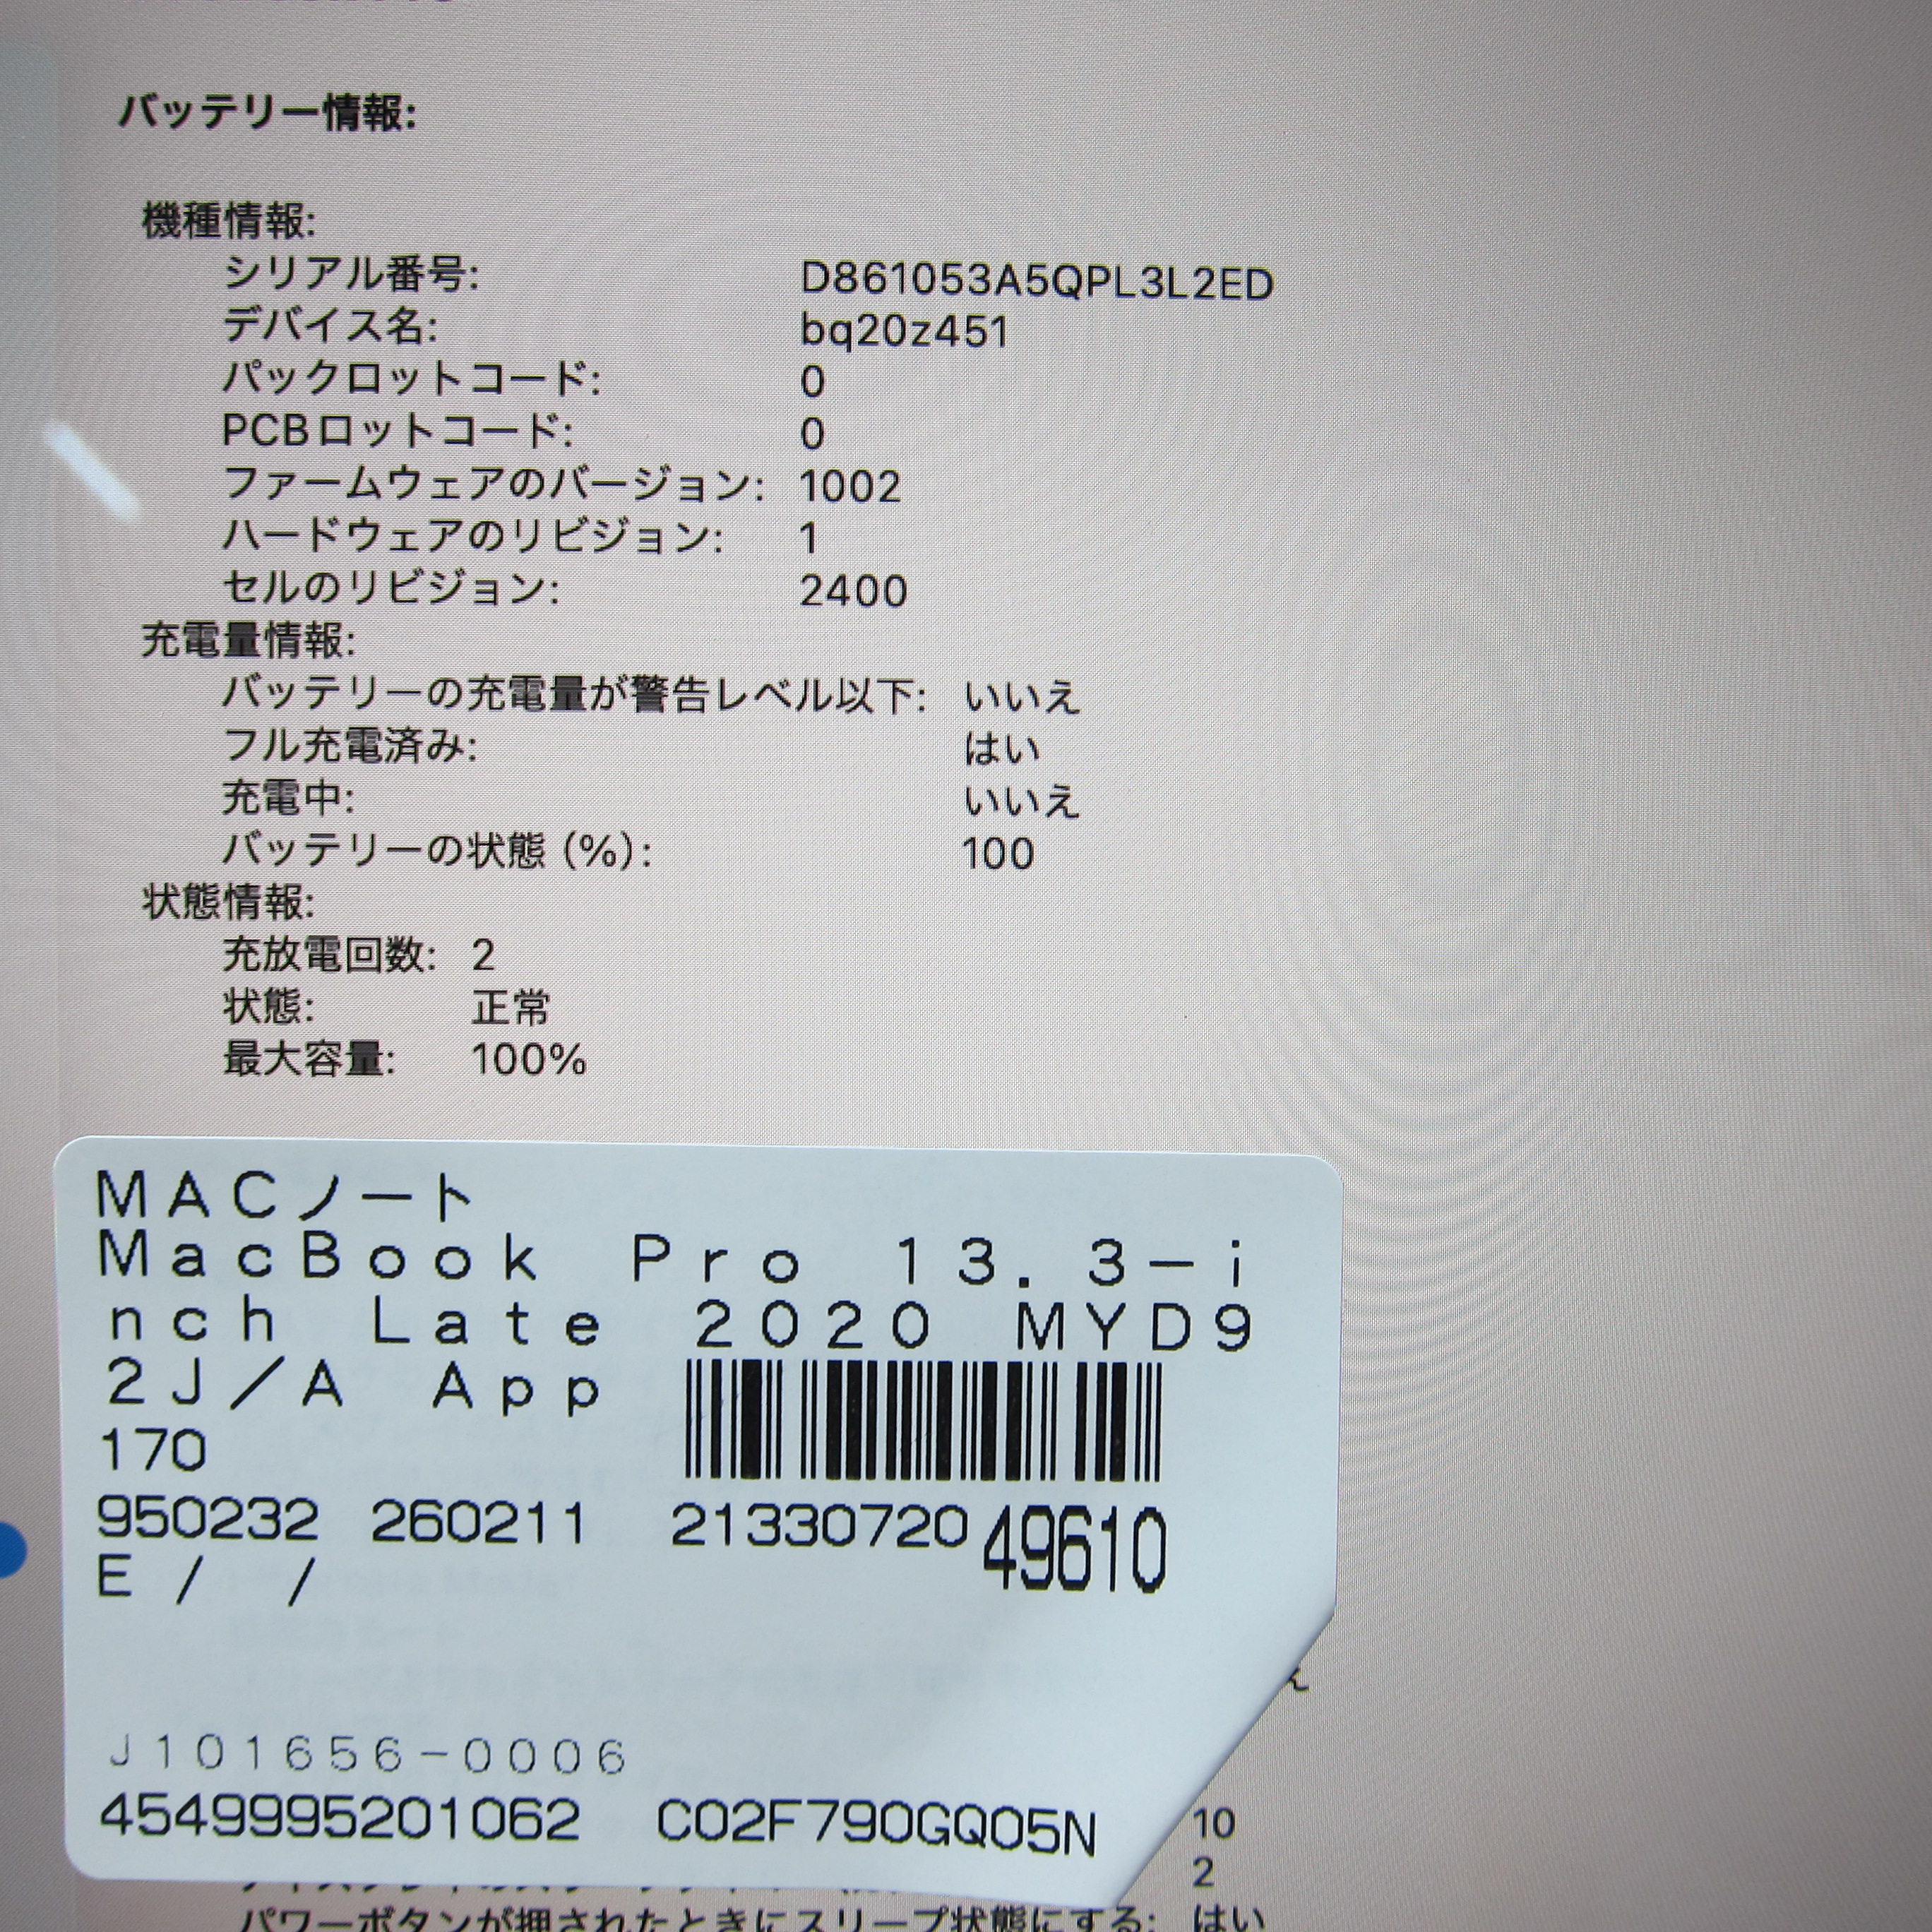 バッテリー情報:
機種情報:
シリアル番号: D861053A5QPL3L2ED
デバイス名: bq20z451
パックロットコード: 0
PCBロットコード: 0
ファームウェアのバージョン: 1002
ハードウェアのリビジョン: 1
セルのリビジョン: 2400
充電量情報:
バッテリーの充電量が警告レベル以下: いいえ
フル充電済み: はい
充電中: いいえ
バッテリーの状態 (%): 100
状態情報:
充放電回数: 2
状態: 正常
最大容量: 100%
MACノート
MacBook Pro 13.3-i
nch Late 2020 MYD9
2J/A App
170
950232 260211 21330720 49610
E / /
え
J101656-0006
4549995201062 C02F790GQ05N
10
2
パワーボタンが押されたときにスリープ状態にする: はい